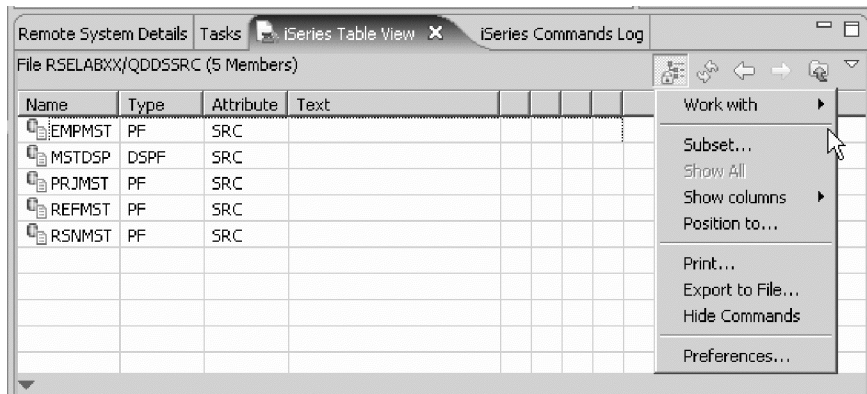 Remote System Details Tasks iSeries Table View X iSeries Commands Log
File RSELABXX/QDDSSRC (5 Members)
Name Type Attribute Text
EMPMST PF SRC
MSTDSP DSPF SRC
PRJMST PF SRC
REFMST PF SRC
RSNMST PF SRC
Work with
Subset...
Show All
Show columns
Position to...
Print...
Export to File...
Hide Commands
Preferences...